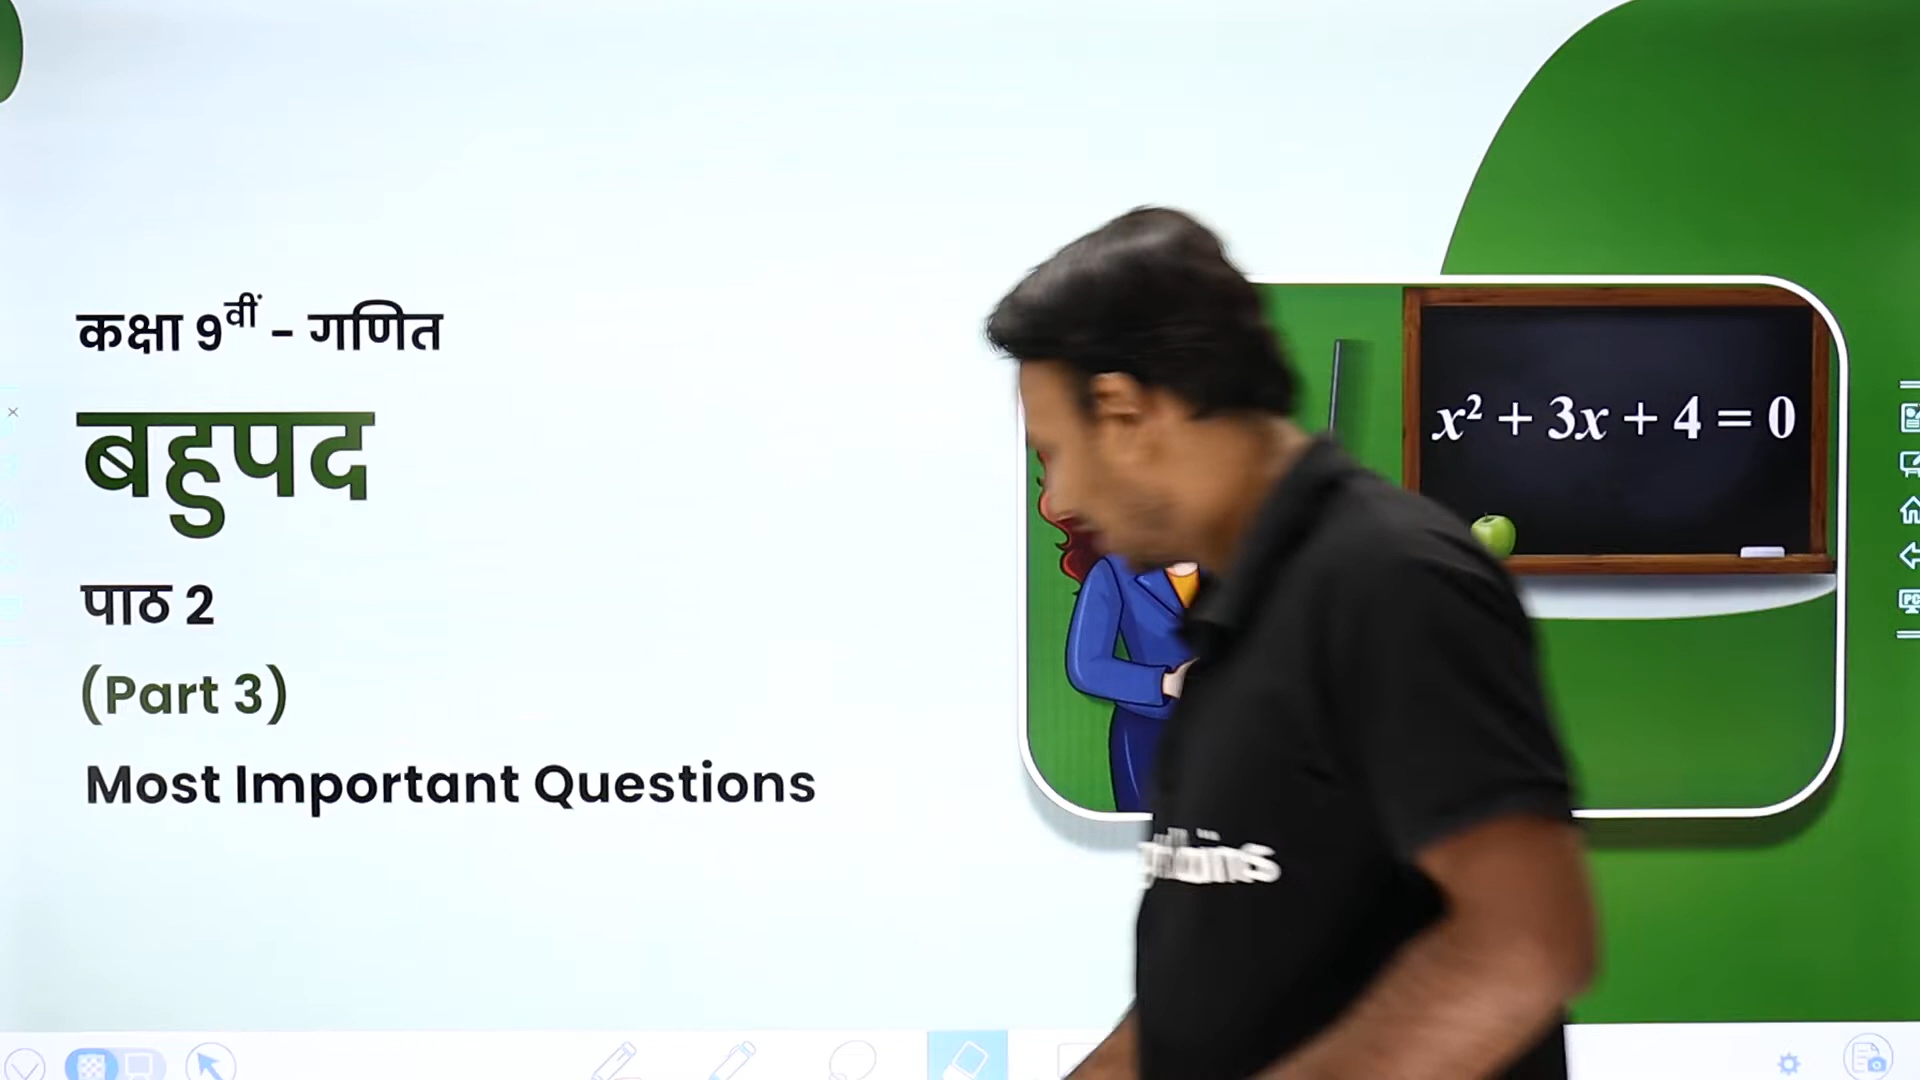 कक्षा 9वीं - गणित
बहुपद
पाठ 2
(Part 3)
Most Important Questions
x² + 3x + 4 = 0